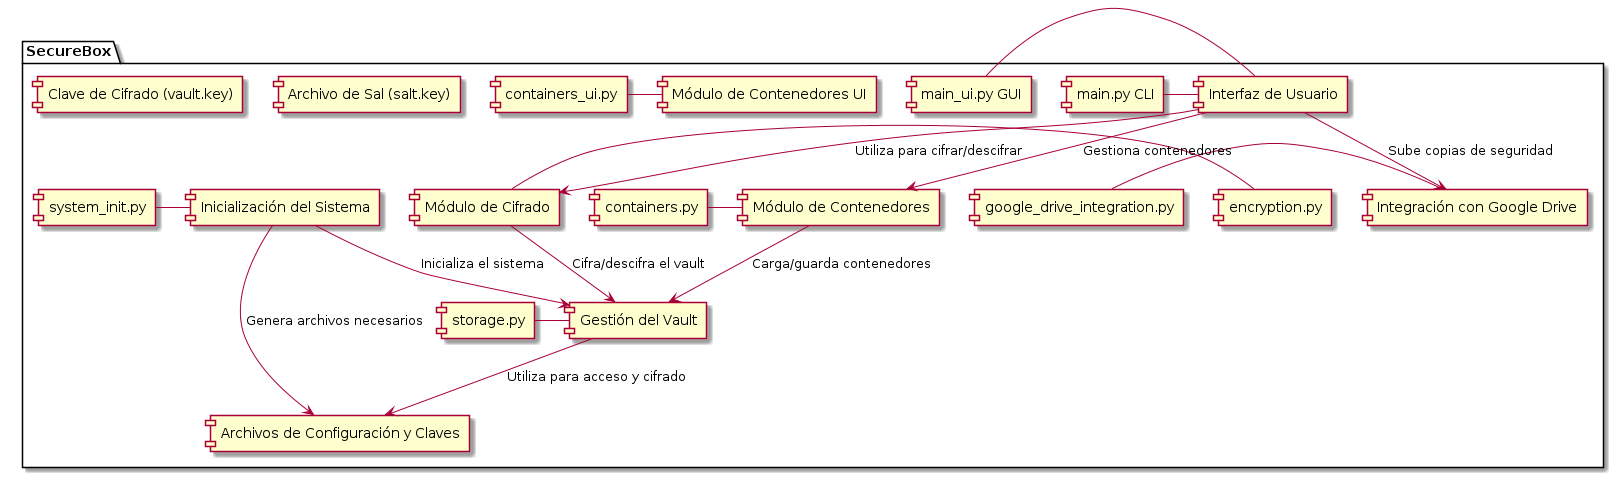 SecureBox
Clave de Cifrado (vault.key)
Archivo de Sal (salt.key)
containers_ui.py
Módulo de Contenedores UI
main_ui.py GUI
main.py CLI
Interfaz de Usuario
Utiliza para cifrar/descifrar
Gestiona contenedores
Sube copias de seguridad
system_init.py
Inicialización del Sistema
Módulo de Cifrado
containers.py
Módulo de Contenedores
google_drive_integration.py
encryption.py
Integración con Google Drive
Inicializa el sistema
Cifra/descifra el vault
Carga/guarda contenedores
Genera archivos necesarios
storage.py
Gestión del Vault
Utiliza para acceso y cifrado
Archivos de Configuración y Claves